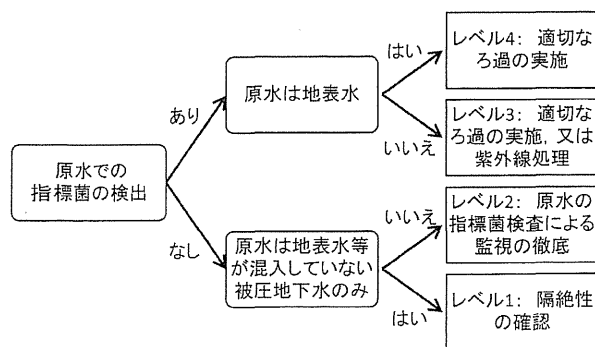 原水での
指標菌の検出
あり
なし
原水は地表水
はい
いいえ
レベル4: 適切な
ろ過の実施
レベル3: 適切な
ろ過の実施, 又は
紫外線処理
原水は地表水等
が混入していない
被圧地下水のみ
いいえ
はい
レベル2: 原水の
指標菌検査による
監視の徹底
レベル1: 隔絶性
の確認